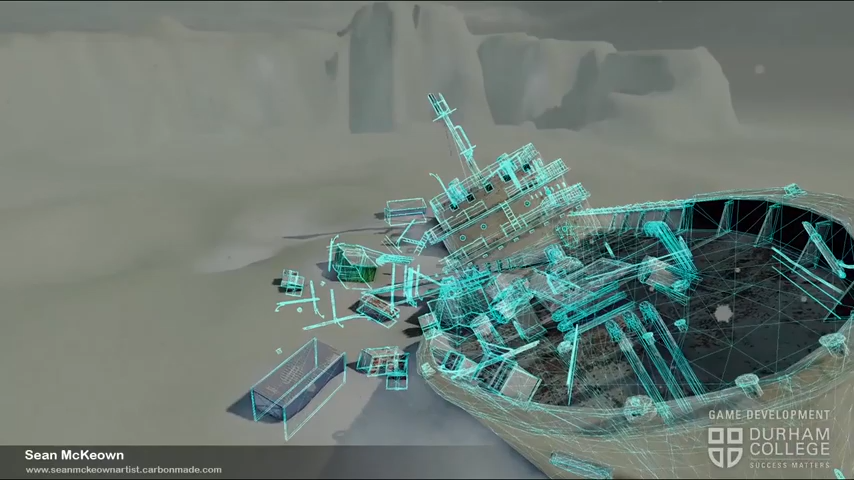 Sean McKeown
www.seanmckeownartist.carbonmade.com
GAME DEVELOPMENT
DURHAM
COLLEGE
SUCCESS MATTERS